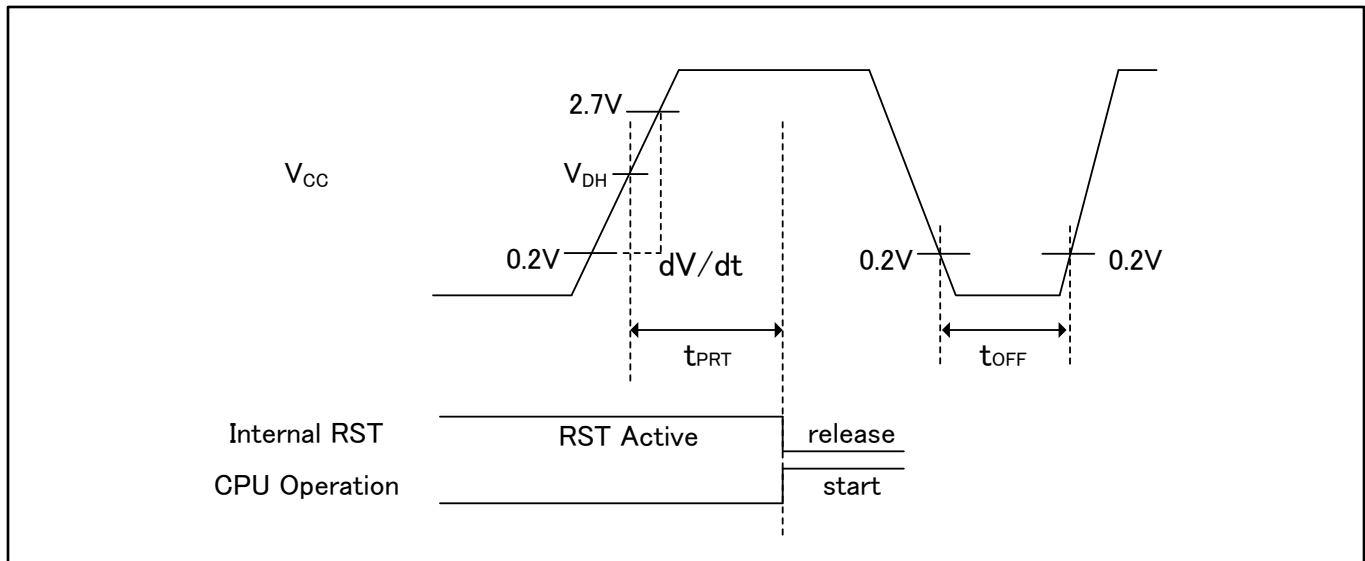 2.7V
VCC
VDH
0.2V
dV/dt
0.2V
0.2V
tPRT
tOFF
Internal RST
RST Active
release
CPU Operation
start